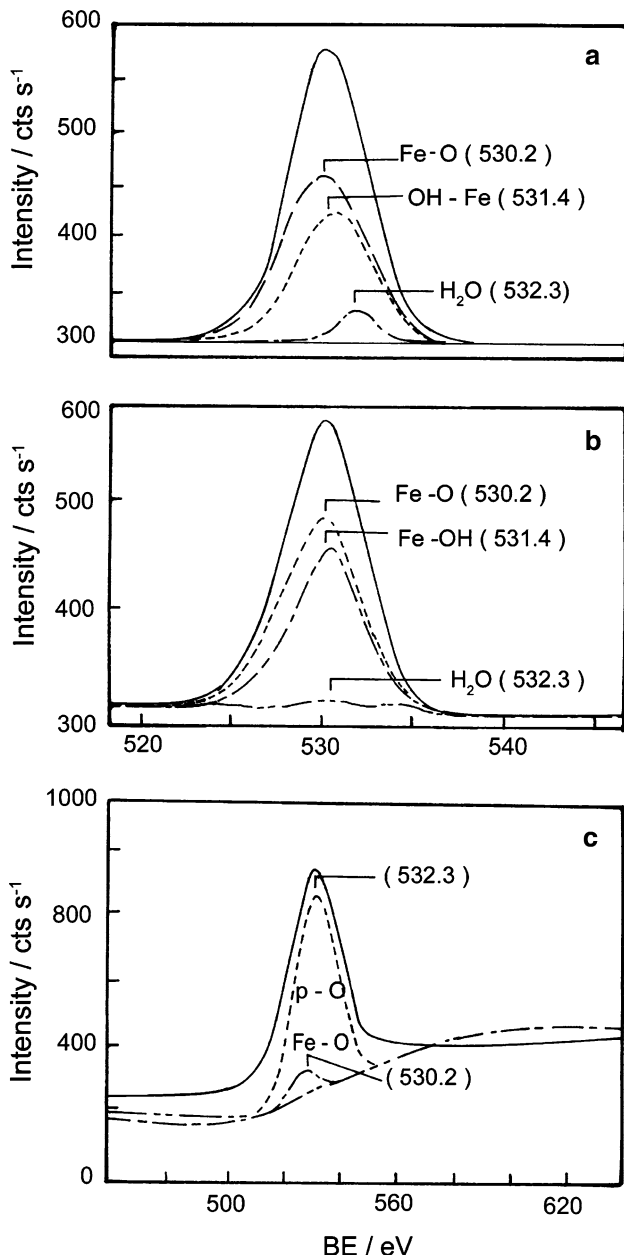 600
a
500
Fe-O ( 530.2 )
OH - Fe ( 531.4 )
400
H₂O ( 532.3)
300
Intensity / cts s⁻¹
600
b
500
Fe -O ( 530.2 )
Fe -OH ( 531.4 )
400
H₂O ( 532.3 )
300
520 530 540
Intensity / cts s⁻¹
1000
c
( 532.3 )
800
p - O
Fe - O
400
( 530.2 )
0
500 560 620
Intensity / cts s⁻¹
BE / eV